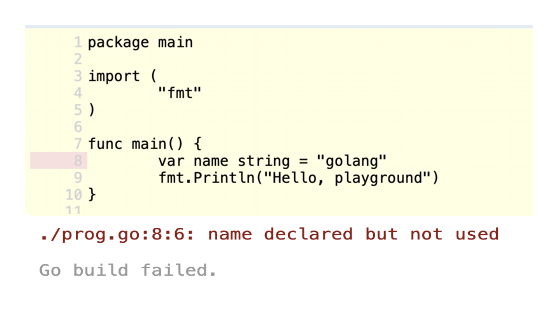 1 package main
2
3 import (
4 "fmt"
5 )
6
7 func main() {
8 var name string = "golang"
9 fmt.Println("Hello, playground")
10 }
11
./prog.go:8:6: name declared but not used
Go build failed.